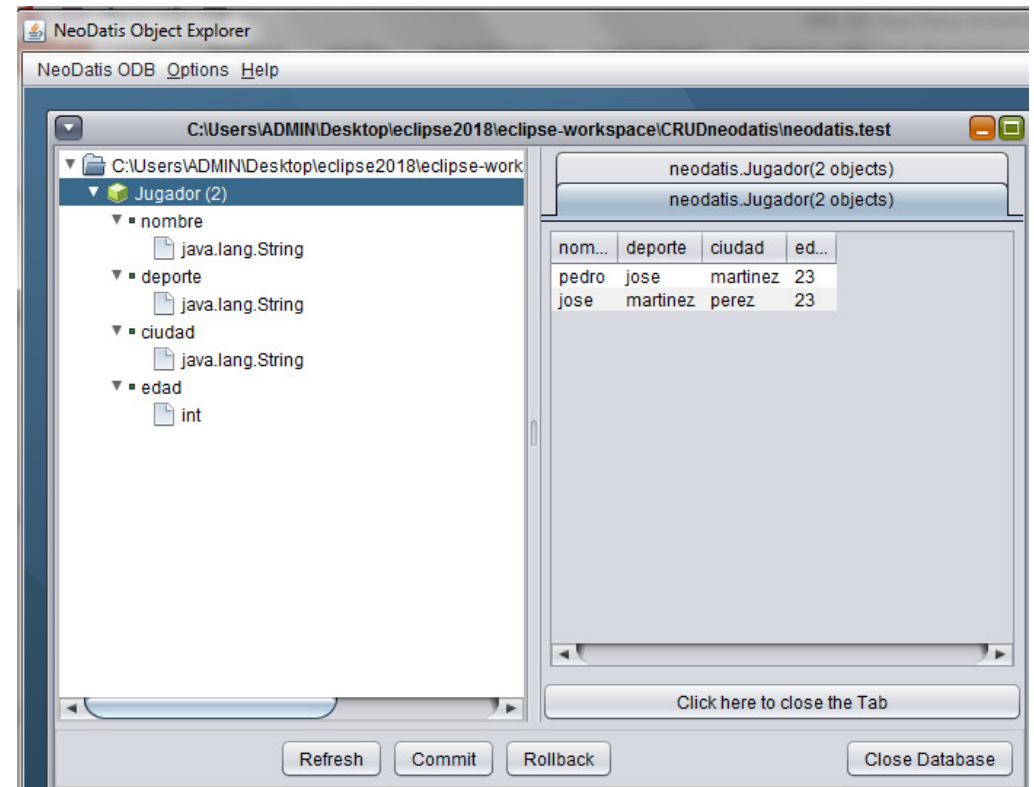 NeoDatis Object Explorer
NeoDatis ODB Options Help
C:\Users\ADMIN\Desktop\eclipse2018\eclipse-workspace\CRUDneodatis\neodatis.test
C:\Users\ADMIN\Desktop\eclipse2018\eclipse-work
Jugador (2)
nombre
java.lang.String
deporte
java.lang.String
ciudad
java.lang.String
edad
int
neodatis.Jugador(2 objects)
neodatis.Jugador(2 objects)
nom... deporte ciudad ed...
pedro jose martinez 23
jose martinez perez 23
Click here to close the Tab
Refresh Commit Rollback Close Database